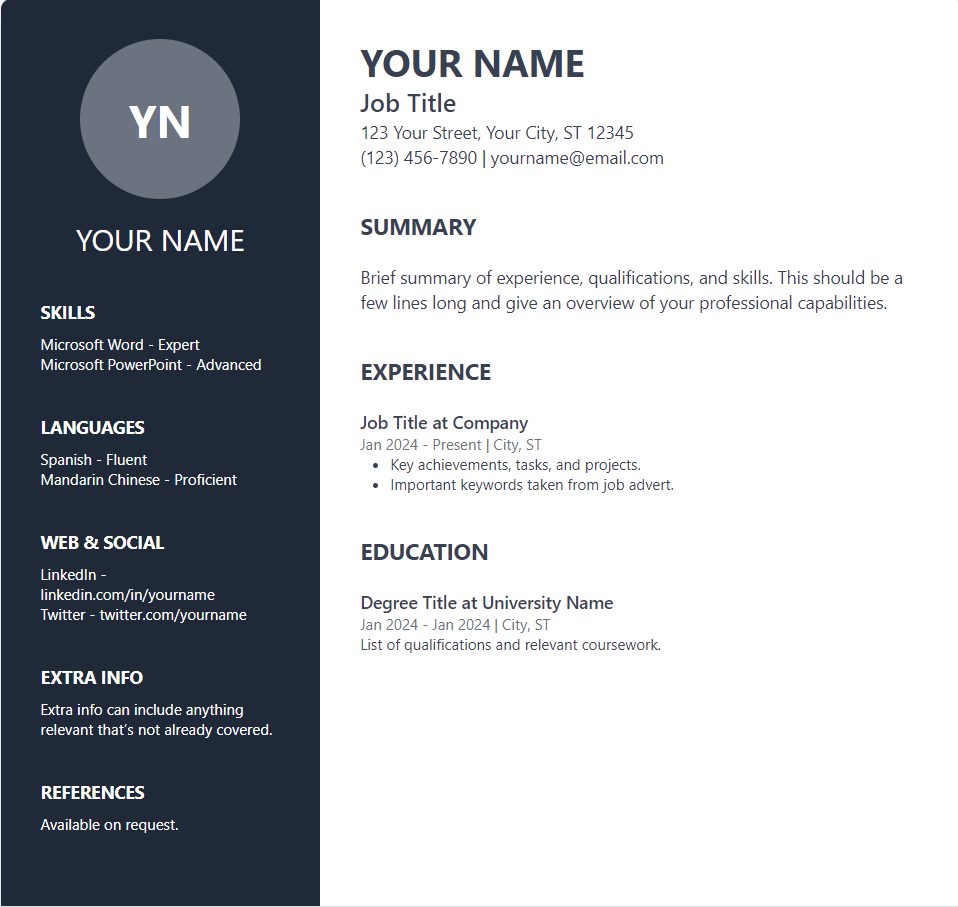 YN
YOUR NAME
SKILLS
Microsoft Word - Expert
Microsoft PowerPoint - Advanced
LANGUAGES
Spanish - Fluent
Mandarin Chinese - Proficient
WEB & SOCIAL
LinkedIn -
linkedin.com/in/yourname
Twitter - twitter.com/yourname
EXTRA INFO
Extra info can include anything
relevant that’s not already covered.
REFERENCES
Available on request.
YOUR NAME
Job Title
123 Your Street, Your City, ST 12345
(123) 456-7890 | yourname@email.com
SUMMARY
Brief summary of experience, qualifications, and skills. This should be a
few lines long and give an overview of your professional capabilities.
EXPERIENCE
Job Title at Company
Jan 2024 - Present | City, ST
• Key achievements, tasks, and projects.
• Important keywords taken from job advert.
EDUCATION
Degree Title at University Name
Jan 2024 - Jan 2024 | City, ST
List of qualifications and relevant coursework.